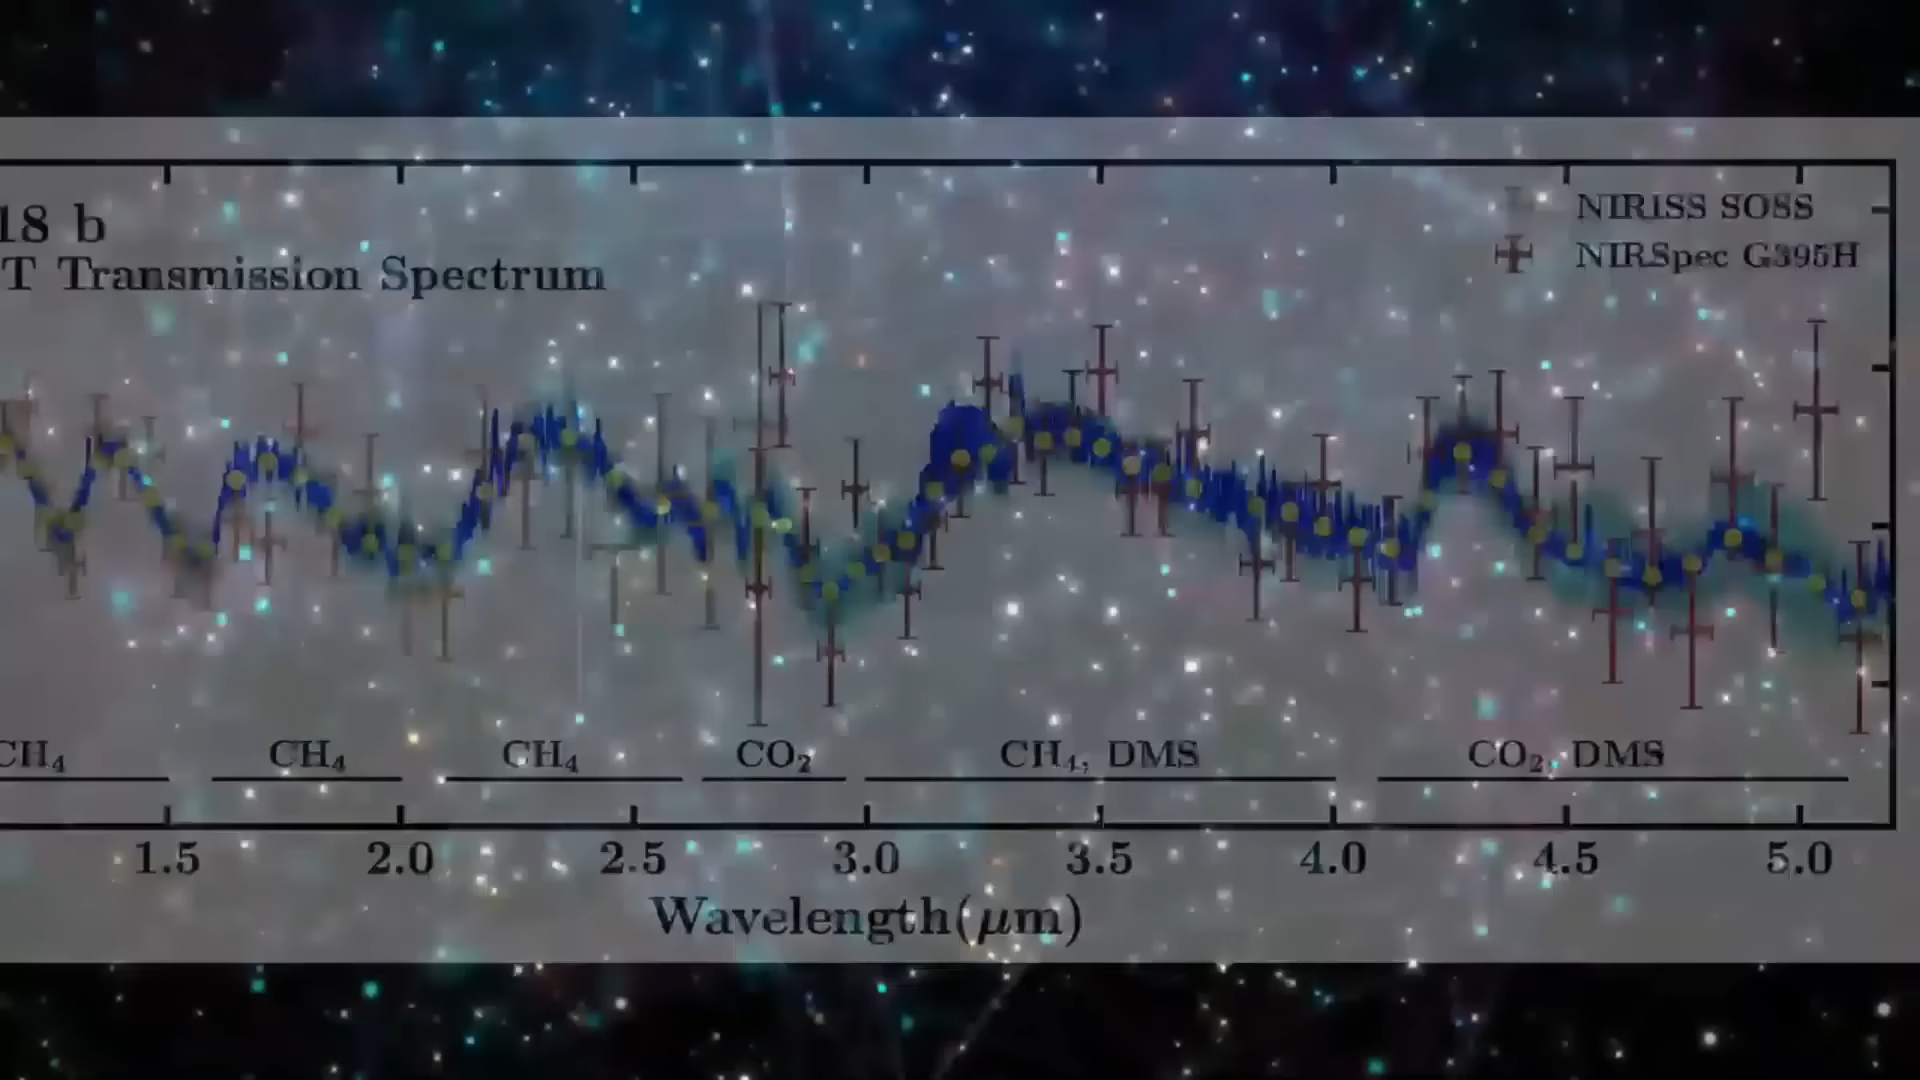 18 b
T Transmission Spectrum
NIRISS SOSS
NIRSpec G395H
CH₄
CH₄
CH₄
CO₂
CH₄, DMS
CO₂, DMS
1.5 2.0 2.5 3.0 3.5 4.0 4.5 5.0
Wavelength(μm)